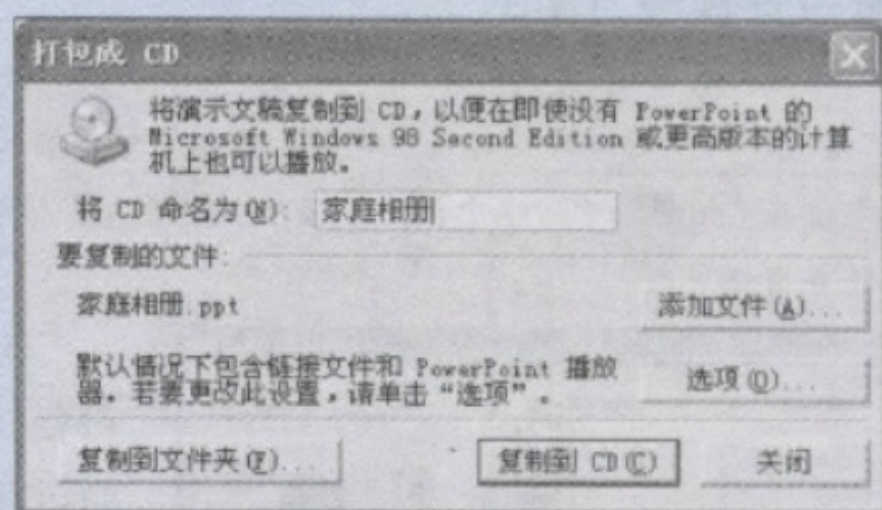 打包成 CD
将演示文稿复制到 CD，以便在即使没有 PowerPoint 的
Microsoft Windows 98 Second Edition 或更高版本的计算
机上也可以播放。
将 CD 命名为(N)： 家庭相册
要复制的文件：
家庭相册.ppt 添加文件(A)...
默认情况下包含链接文件和 PowerPoint 播放
器。若要更改此设置，请单击“选项”。 选项(O)...
复制到文件夹(F)... 复制到 CD(C) 关闭